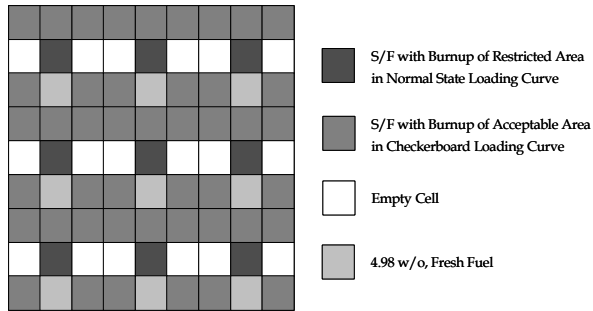 S/F with Burnup of Restricted Area
in Normal State Loading Curve
S/F with Burnup of Acceptable Area
in Checkerboard Loading Curve
Empty Cell
4.98 w/o, Fresh Fuel